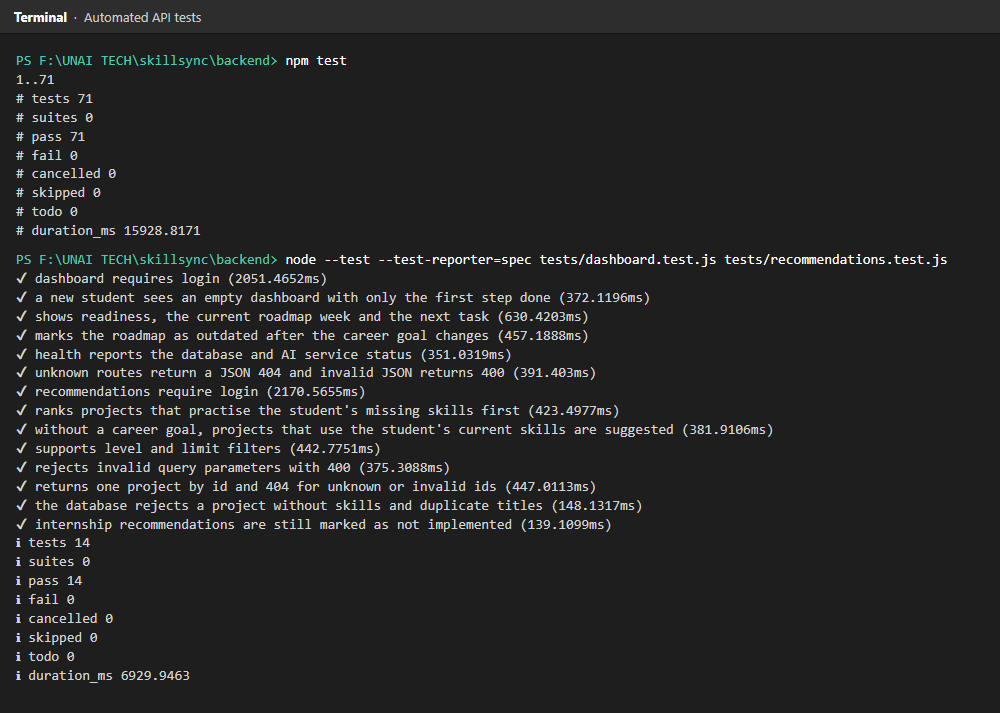 Terminal · Automated API tests
PS F:\UNAI TECH\skillsync\backend> npm test
1..71
# tests 71
# suites 0
# pass 71
# fail 0
# cancelled 0
# skipped 0
# todo 0
# duration_ms 15928.8171
PS F:\UNAI TECH\skillsync\backend> node --test --test-reporter=spec tests/dashboard.test.js tests/recommendations.test.js
✓ dashboard requires login (2051.4652ms)
✓ a new student sees an empty dashboard with only the first step done (372.1196ms)
✓ shows readiness, the current roadmap week and the next task (630.4203ms)
✓ marks the roadmap as outdated after the career goal changes (457.1888ms)
✓ health reports the database and AI service status (351.0319ms)
✓ unknown routes return a JSON 404 and invalid JSON returns 400 (391.403ms)
✓ recommendations require login (2170.5655ms)
✓ ranks projects that practise the student's missing skills first (423.4977ms)
✓ without a career goal, projects that use the student's current skills are suggested (381.9106ms)
✓ supports level and limit filters (442.7751ms)
✓ rejects invalid query parameters with 400 (375.3088ms)
✓ returns one project by id and 404 for unknown or invalid ids (447.0113ms)
✓ the database rejects a project without skills and duplicate titles (148.1317ms)
✓ internship recommendations are still marked as not implemented (139.1099ms)
ℹ tests 14
ℹ suites 0
ℹ pass 14
ℹ fail 0
ℹ cancelled 0
ℹ skipped 0
ℹ todo 0
ℹ duration_ms 6929.9463